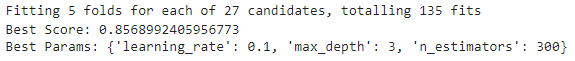 Fitting 5 folds for each of 27 candidates, totalling 135 fits
Best Score: 0.8568992405956773
Best Params: {'learning_rate': 0.1, 'max_depth': 3, 'n_estimators': 300}